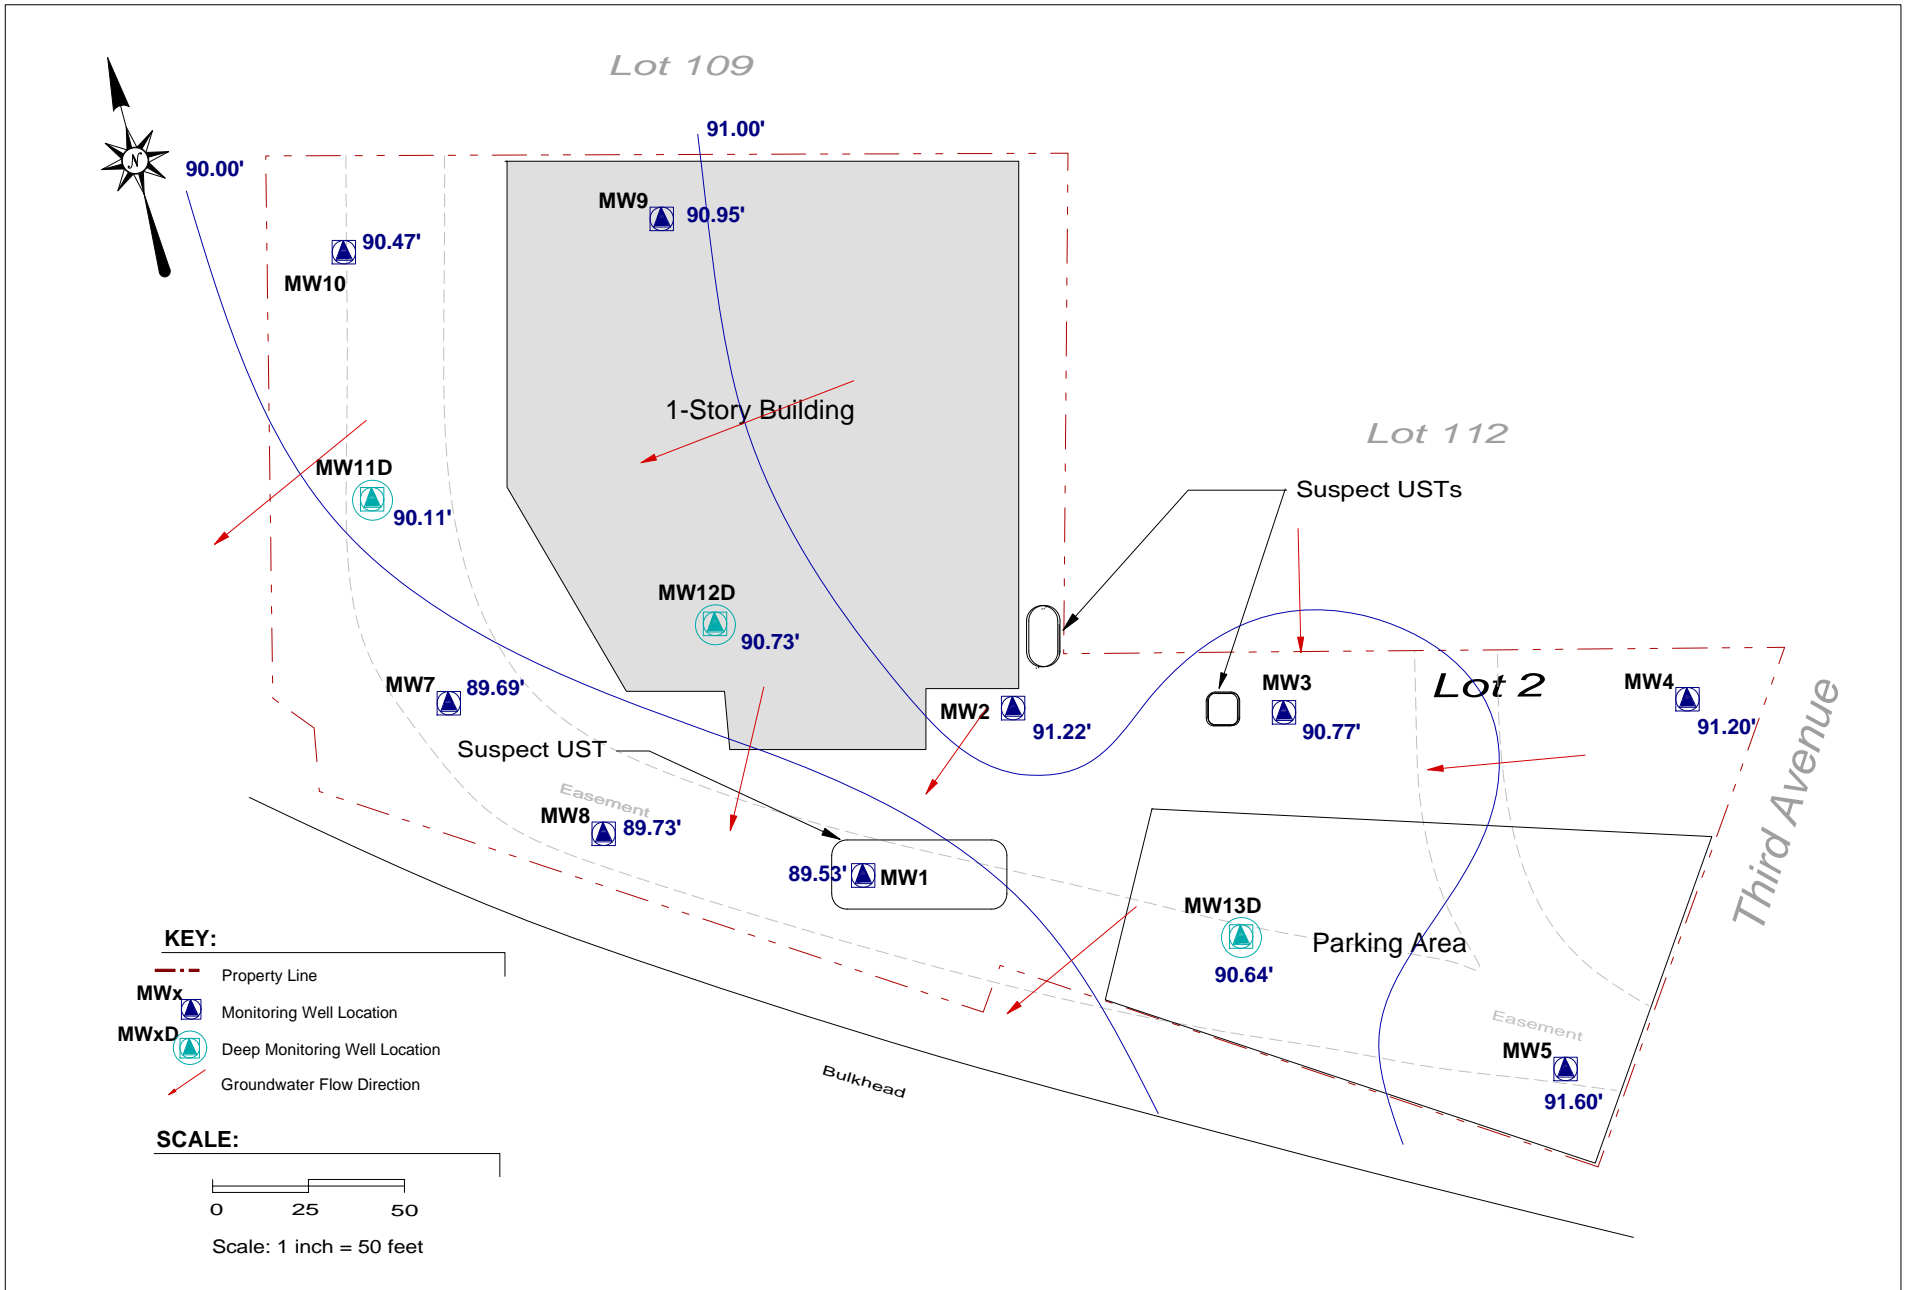 Lot 109
N
90.00'
91.00'
MW9
90.95'
90.47'
MW10
1-Story Building
Lot 112
MW11D
90.11'
Suspect USTs
MW12D
90.73'
MW7
89.69'
MW2
91.22'
MW3
90.77'
Lot 2
MW4
91.20'
Third Avenue
Suspect UST
Easement
MW8
89.73'
89.53'
MW1
MW13D
90.64'
Parking Area
Easement
MW5
91.60'
Bulkhead
KEY:
Property Line
MWx
Monitoring Well Location
MWxD
Deep Monitoring Well Location
Groundwater Flow Direction
SCALE:
0 25 50
Scale: 1 inch = 50 feet